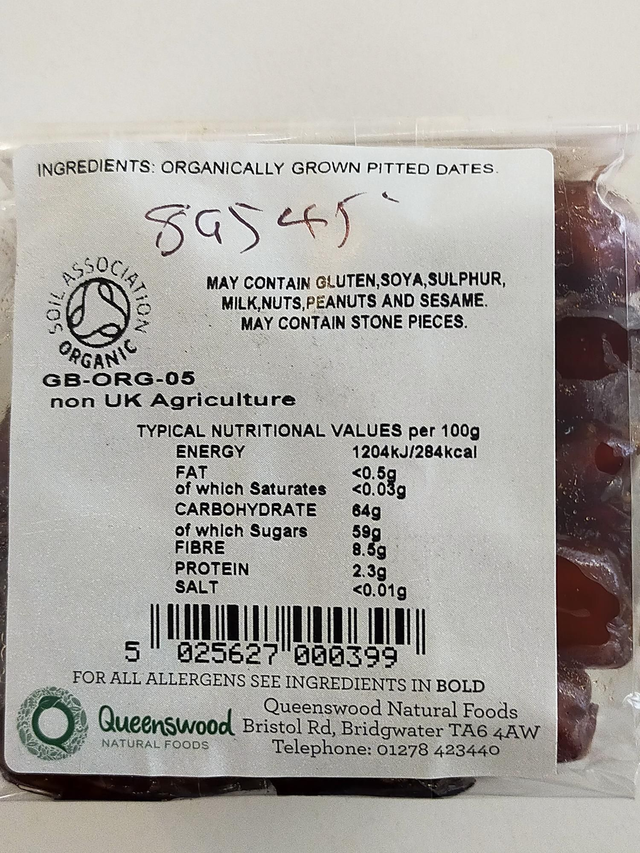 INGREDIENTS: ORGANICALLY GROWN PITTED DATES.
SOIL ASSOCIATION
ORGANIC
MAY CONTAIN GLUTEN,SOYA,SULPHUR,
MILK,NUTS,PEANUTS AND SESAME.
MAY CONTAIN STONE PIECES.
GB-ORG-05
non UK Agriculture
TYPICAL NUTRITIONAL VALUES per 100g
ENERGY 1204kJ/284kcal
FAT <0.5g
of which Saturates <0.03g
CARBOHYDRATE 64g
of which Sugars 59g
FIBRE 8.5g
PROTEIN 2.3g
SALT <0.01g
5 025627 000399
FOR ALL ALLERGENS SEE INGREDIENTS IN BOLD
Queenswood
NATURAL FOODS
Queenswood Natural Foods
Bristol Rd, Bridgwater TA6 4AW
Telephone: 01278 423440